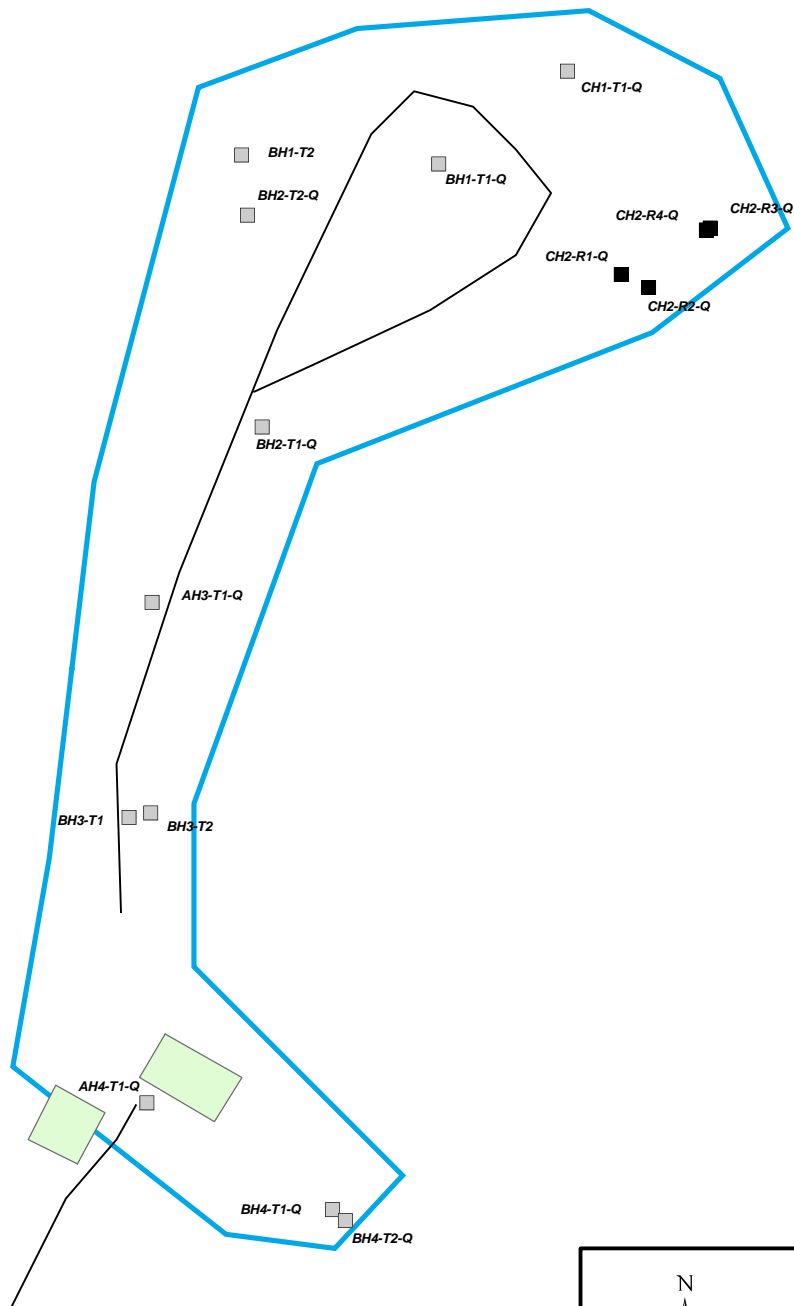 CH1-T1-Q
BH1-T2
BH1-T1-Q
BH2-T2-Q
CH2-R3-Q
CH2-R4-Q
CH2-R1-Q
CH2-R2-Q
BH2-T1-Q
AH3-T1-Q
BH3-T1
BH3-T2
AH4-T1-Q
BH4-T1-Q
BH4-T2-Q
N